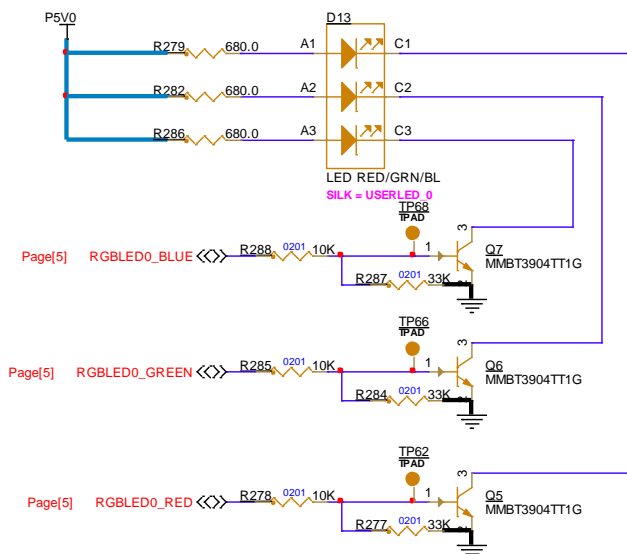 P5V0
D13
R279 680.0 A1 C1
R282 680.0 A2 C2
R286 680.0 A3 C3
LED RED/GRN/BL
SILK = USERLED_0
TP68
TPAD
3
Page[5] RGBLED0_BLUE R288 0201 10K 1 Q7
MMBT3904TT1G
R287 0201 33K
TP66
TPAD
3
Page[5] RGBLED0_GREEN R285 0201 10K 1 Q6
MMBT3904TT1G
R284 0201 33K
TP62
TPAD
3
Page[5] RGBLED0_RED R278 0201 10K 1 Q5
MMBT3904TT1G
R277 0201 33K